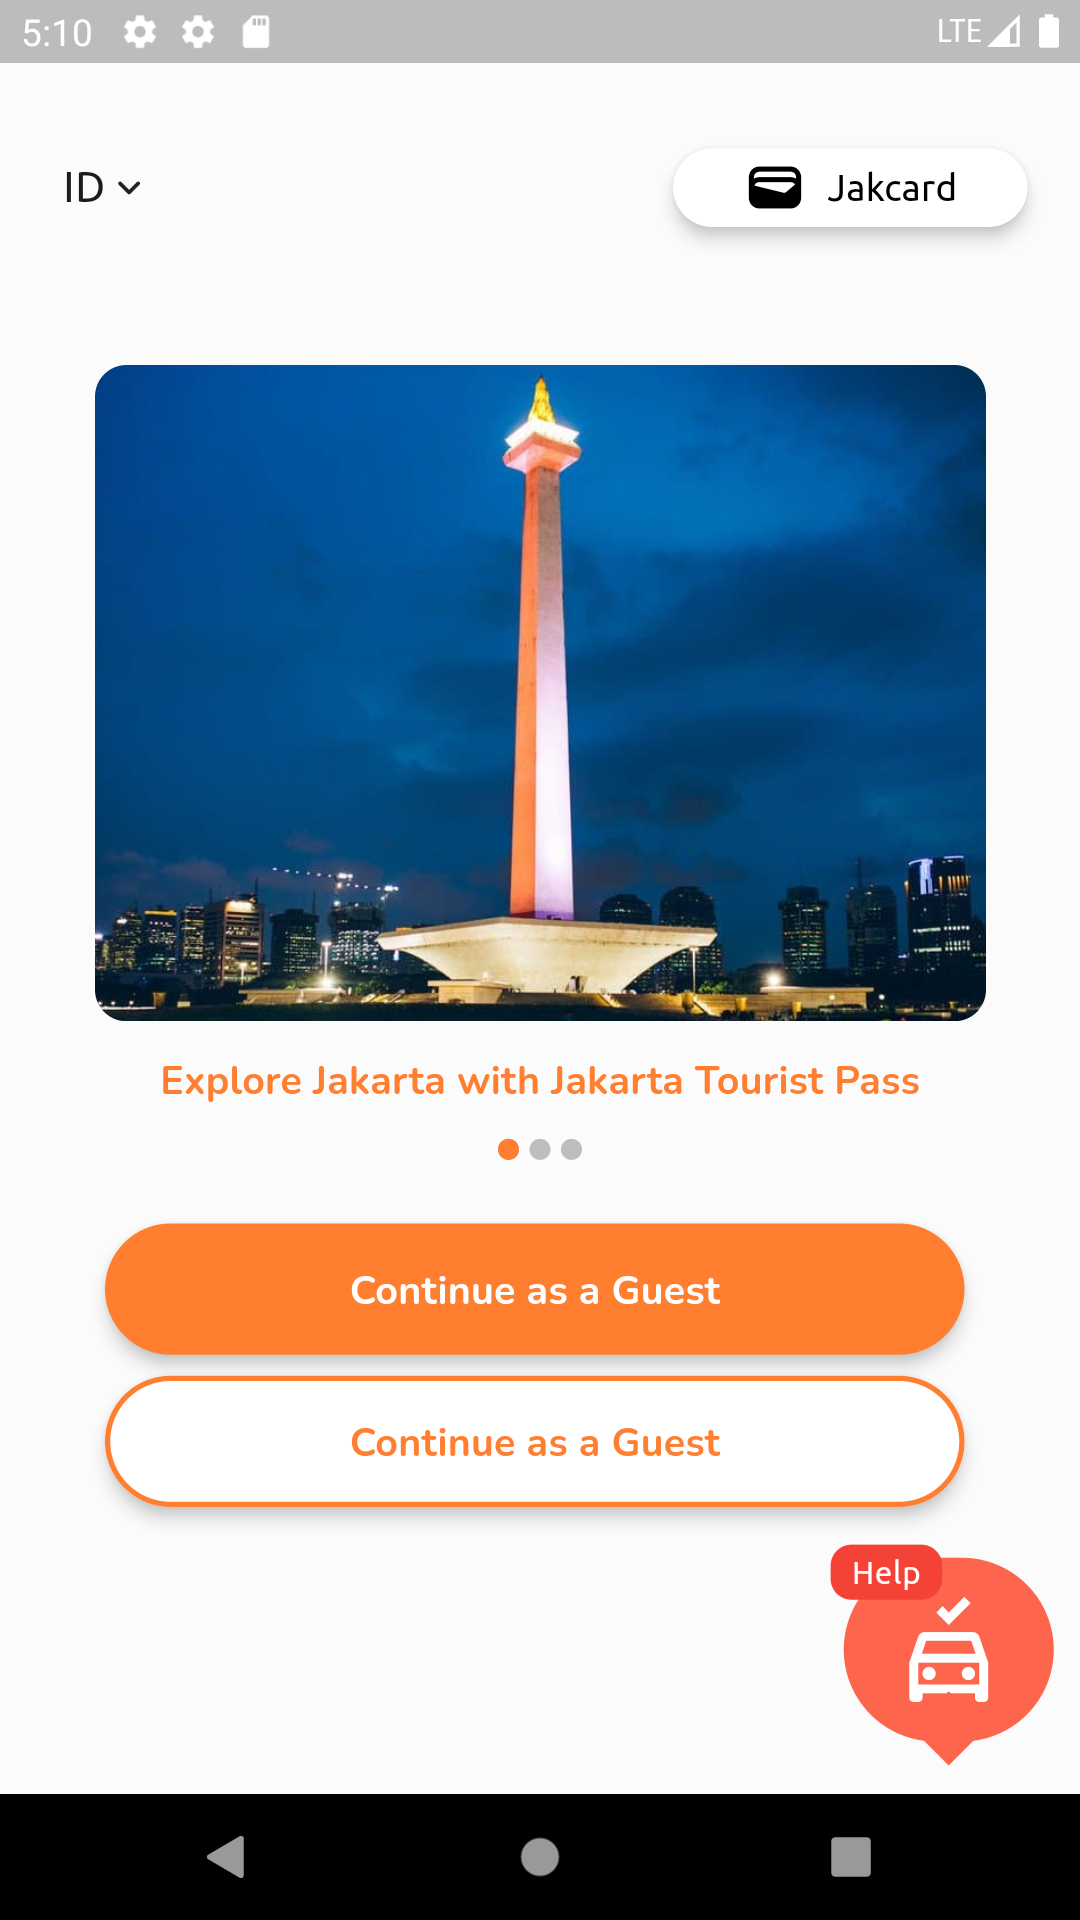 5:10
LTE
ID
Jakcard
Explore Jakarta with Jakarta Tourist Pass
Continue as a Guest
Continue as a Guest
Help